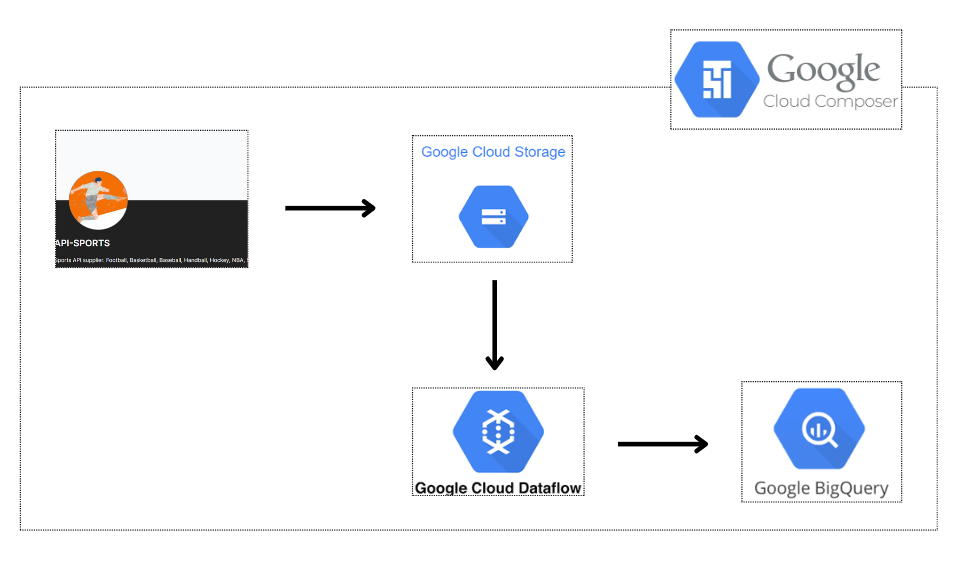 Google
Cloud Composer
Google Cloud Storage
API-SPORTS
Sports API supplier. Football, Basketball, Baseball, Handball, Hockey, NBA,
Google Cloud Dataflow
Google BigQuery